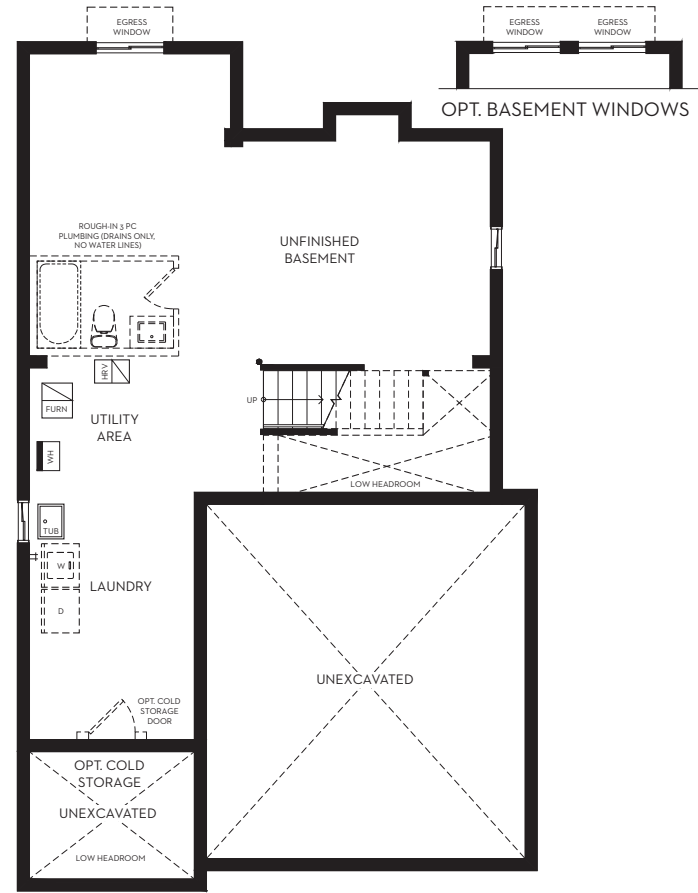 EGRESS
WINDOW
EGRESS
WINDOW
EGRESS
WINDOW
OPT. BASEMENT WINDOWS
ROUGH-IN 3 PC
PLUMBING (DRAINS ONLY,
NO WATER LINES)
UNFINISHED
BASEMENT
HRV
FURN
UP
UTILITY
AREA
WH
LOW HEADROOM
TUB
W
LAUNDRY
D
UNEXCAVATED
OPT. COLD
STORAGE
DOOR
OPT. COLD
STORAGE
UNEXCAVATED
LOW HEADROOM